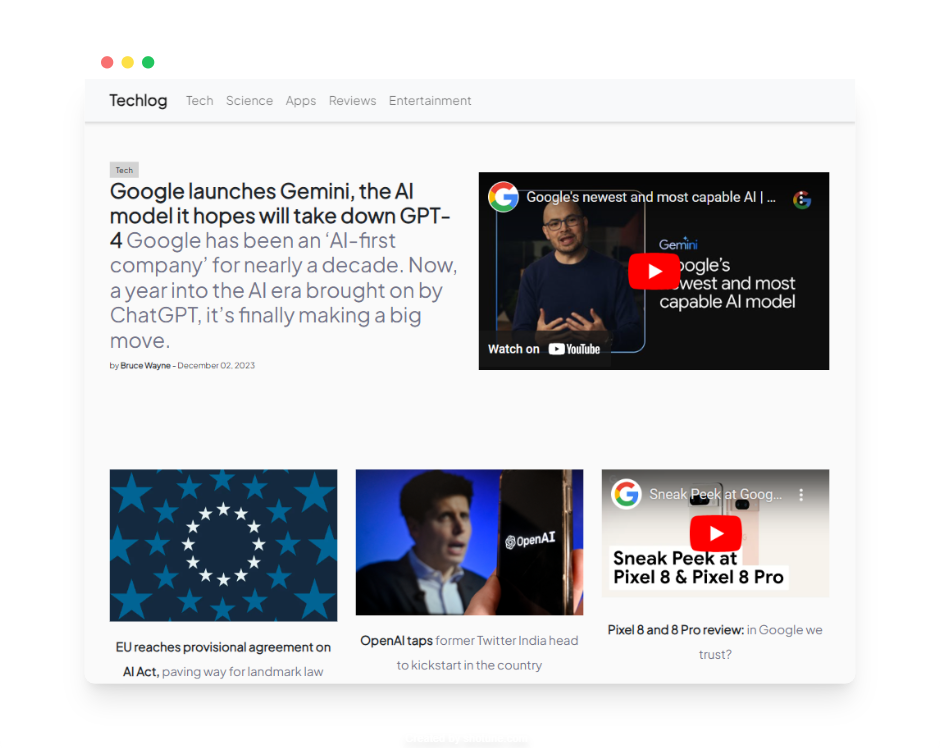 Techlog Tech Science Apps Reviews Entertainment
Tech
Google launches Gemini, the AI
model it hopes will take down GPT-
4 Google has been an ‘AI-first
company’ for nearly a decade. Now,
a year into the AI era brought on by
ChatGPT, it’s finally making a big
move.
by Bruce Wayne - December 02, 2023
Google's newest and most capable AI | ...
Gemini
oogle’s
west and most
capable AI model
Watch on YouTube
EU reaches provisional agreement on
AI Act, paving way for landmark law
OpenAI
OpenAI taps former Twitter India head
to kickstart in the country
Sneak Peek at Goog...
Sneak Peek at
Pixel 8 & Pixel 8 Pro
Pixel 8 and 8 Pro review: in Google we
trust?